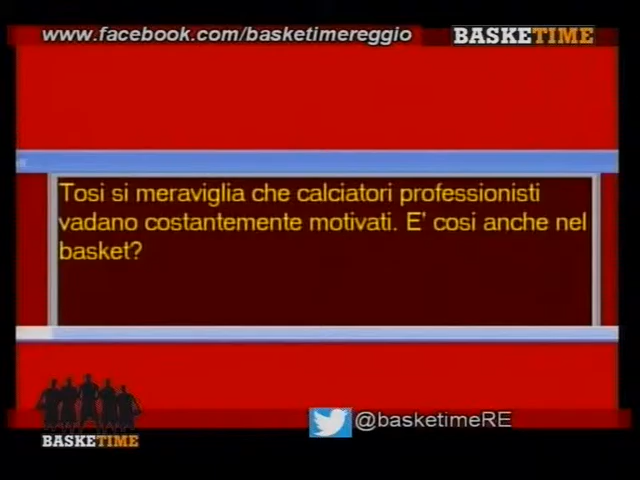 www.facebook.com/basketimereggio
BASKETIME
Tosi si meraviglia che calciatori professionisti
vadano costantemente motivati. E' cosi anche nel
basket?
BASKETIME
@basketimeRE